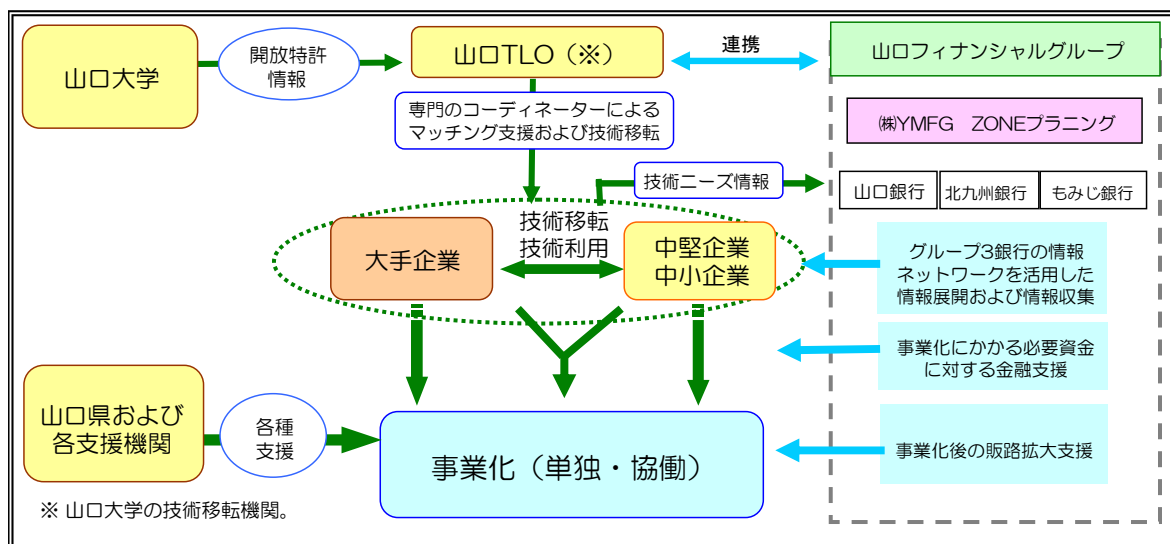 山口大学
開放特許
情報
山口TLO（※）
連携
山口フィナンシャルグループ
専門のコーディネーターによる
マッチング支援および技術移転
㈱YMFG　ZONEプラニング
技術ニーズ情報
山口銀行
北九州銀行
もみじ銀行
大手企業
技術移転
技術利用
中堅企業
中小企業
グループ3銀行の情報
ネットワークを活用した
情報展開および情報収集
事業化にかかる必要資金
に対する金融支援
山口県および
各支援機関
各種
支援
事業化（単独・協働）
事業化後の販路拡大支援
※ 山口大学の技術移転機関。